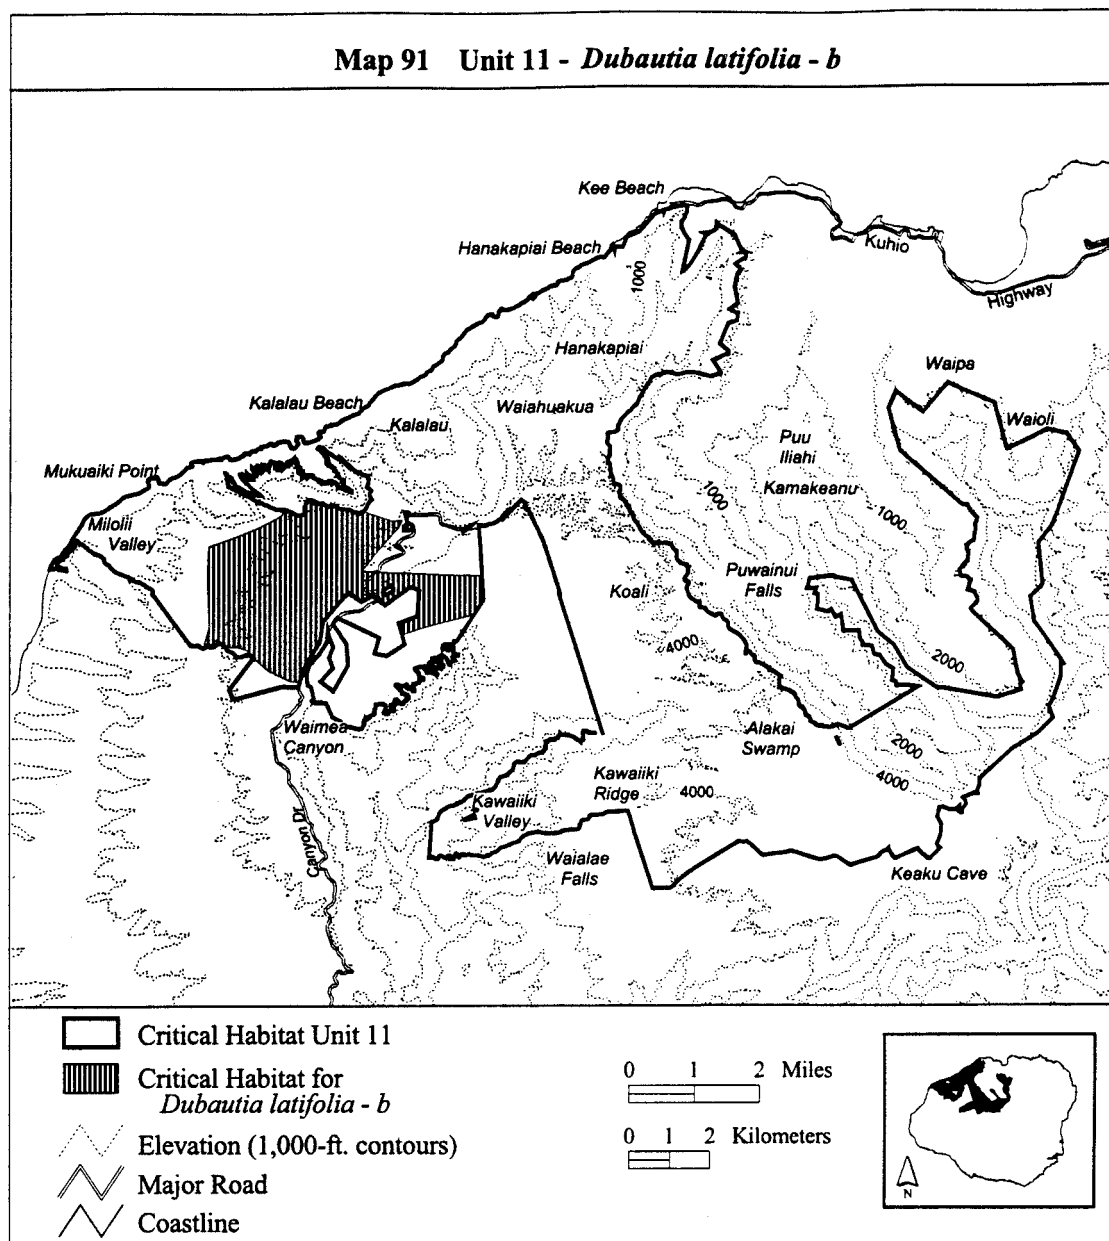 Map 91 Unit 11 - Dubautia latifolia - b
Kee Beach
Hanakapiai Beach
Kuhio
1000
Highway
Hanakapiai
Waipa
Kalalau Beach
Waiahuakua
Kalalau
Waioli
Puu
Iliahi
Mukuaiki Point
Kamakeanu
1000
1000
Milolii
Valley
Puwainui
Falls
Koali
4000
2000
Waimea
Canyon
Alakai
Swamp
2000
4000
Kawaiiki
Ridge
4000
Kawaiiki
Valley
Canyon Dr
Waialae
Falls
Keaku Cave
Critical Habitat Unit 11
Critical Habitat for
Dubautia latifolia - b
Elevation (1,000-ft. contours)
Major Road
Coastline
0 1 2 Miles
0 1 2 Kilometers
N